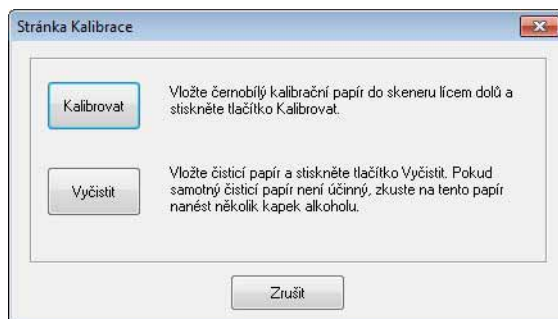 Stránka Kalibrace
Kalibrovat
Vložte černobílý kalibrační papír do skeneru lícem dolů a
stiskněte tlačítko Kalibrovat.
Vyčistit
Vložte čisticí papír a stiskněte tlačítko Vyčistit. Pokud
samotný čisticí papír není účinný, zkuste na tento papír
nanést několik kapek alkoholu.
Zrušit